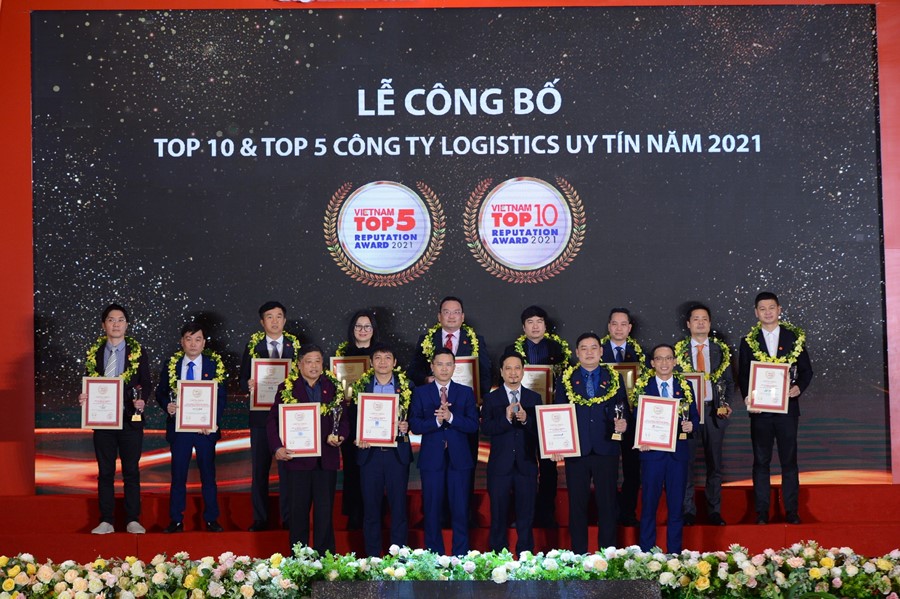 LỄ CÔNG BỐ
TOP 10 & TOP 5 CÔNG TY LOGISTICS UY TÍN NĂM 2021
VIETNAM
TOP 5
REPUTATION
AWARD 2021
VIETNAM
TOP 10
REPUTATION
AWARD 2021